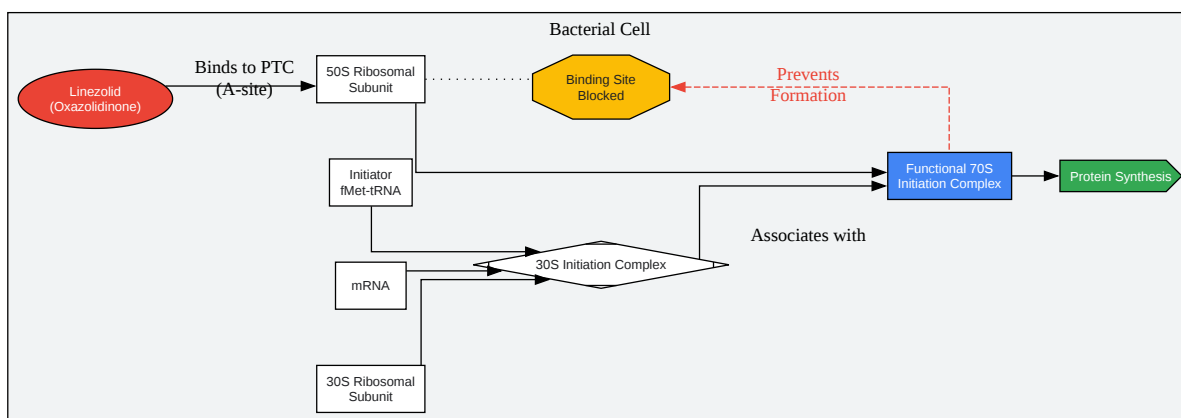 Bacterial Cell
Linezolid
(Oxazolidinone)
Binds to PTC
(A-site)
50S Ribosomal
Subunit
Binding Site
Blocked
Prevents
Formation
Initiator
fMet-tRNA
Functional 70S
Initiation Complex
Protein Synthesis
Associates with
30S Initiation Complex
mRNA
30S Ribosomal
Subunit